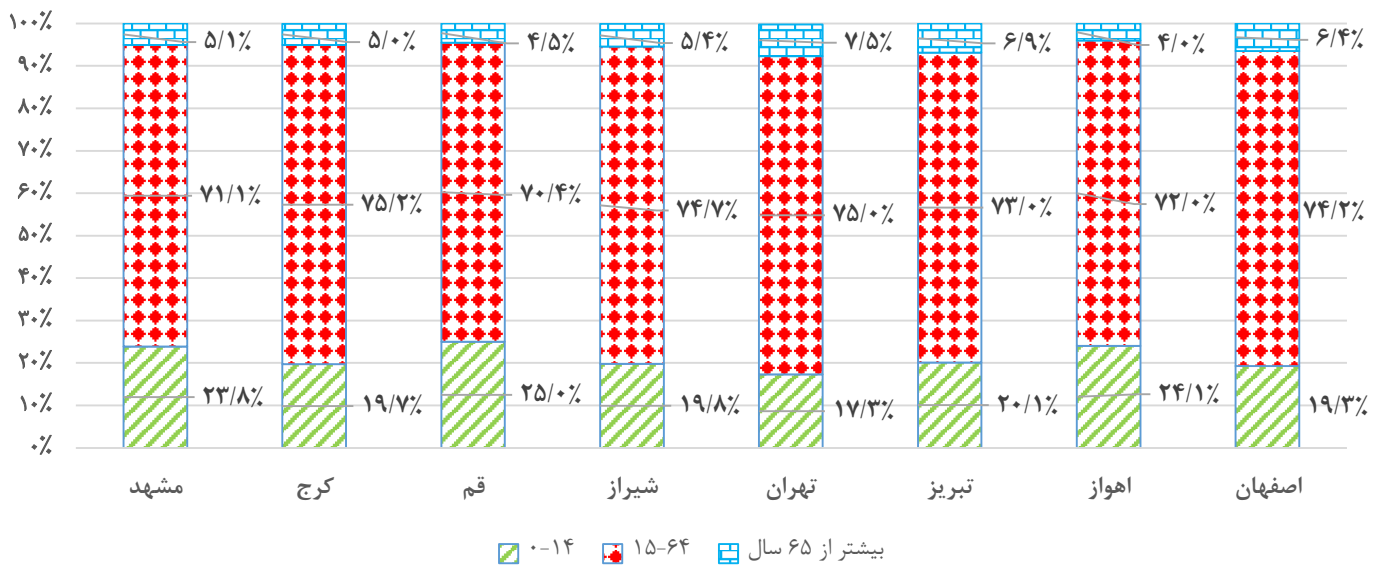 ۱۰۰٪
۹۰٪
۸۰٪
۷۰٪
۶۰٪
۵۰٪
۴۰٪
۳۰٪
۲۰٪
۱۰٪
۰٪
۵/۱٪ ۵/۰٪ ۴/۵٪ ۵/۴٪ ۷/۵٪ ۶/۹٪ ۴/۰٪ ۶/۴٪
۷۱/۱٪ ۷۵/۲٪ ۷۰/۴٪ ۷۴/۷٪ ۷۵/۰٪ ۷۳/۰٪ ۷۲/۰٪ ۷۴/۲٪
۲۳/۸٪ ۱۹/۷٪ ۲۵/۰٪ ۱۹/۸٪ ۱۷/۳٪ ۲۰/۱٪ ۲۴/۱٪ ۱۹/۳٪
مشهد کرج قم شیراز تهران تبریز اهواز اصفهان
۰-۱۴ ۱۵-۶۴ بیشتر از ۶۵ سال